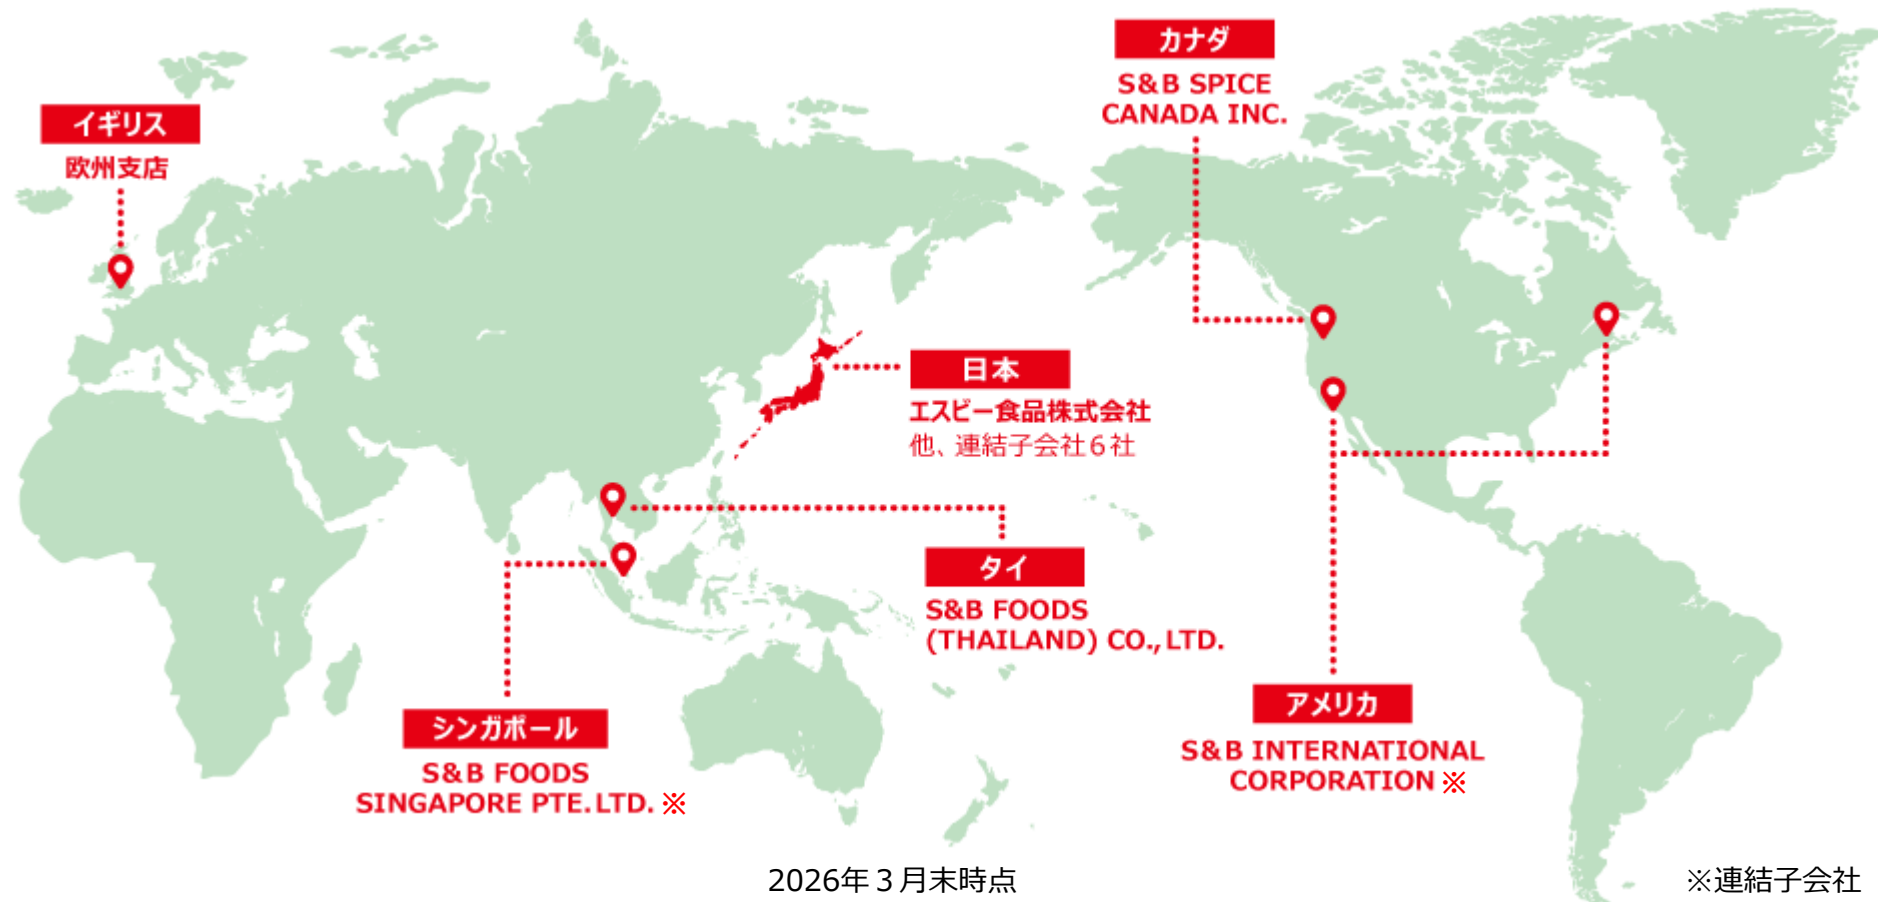 カナダ
S&B SPICE
CANADA INC.
イギリス
欧州支店
日本
エスビー食品株式会社
他、連結子会社6社
タイ
S&B FOODS
(THAILAND) CO.,LTD.
シンガポール
S&B FOODS
SINGAPORE PTE.LTD. ※
アメリカ
S&B INTERNATIONAL
CORPORATION ※
2026年3月末時点
※連結子会社